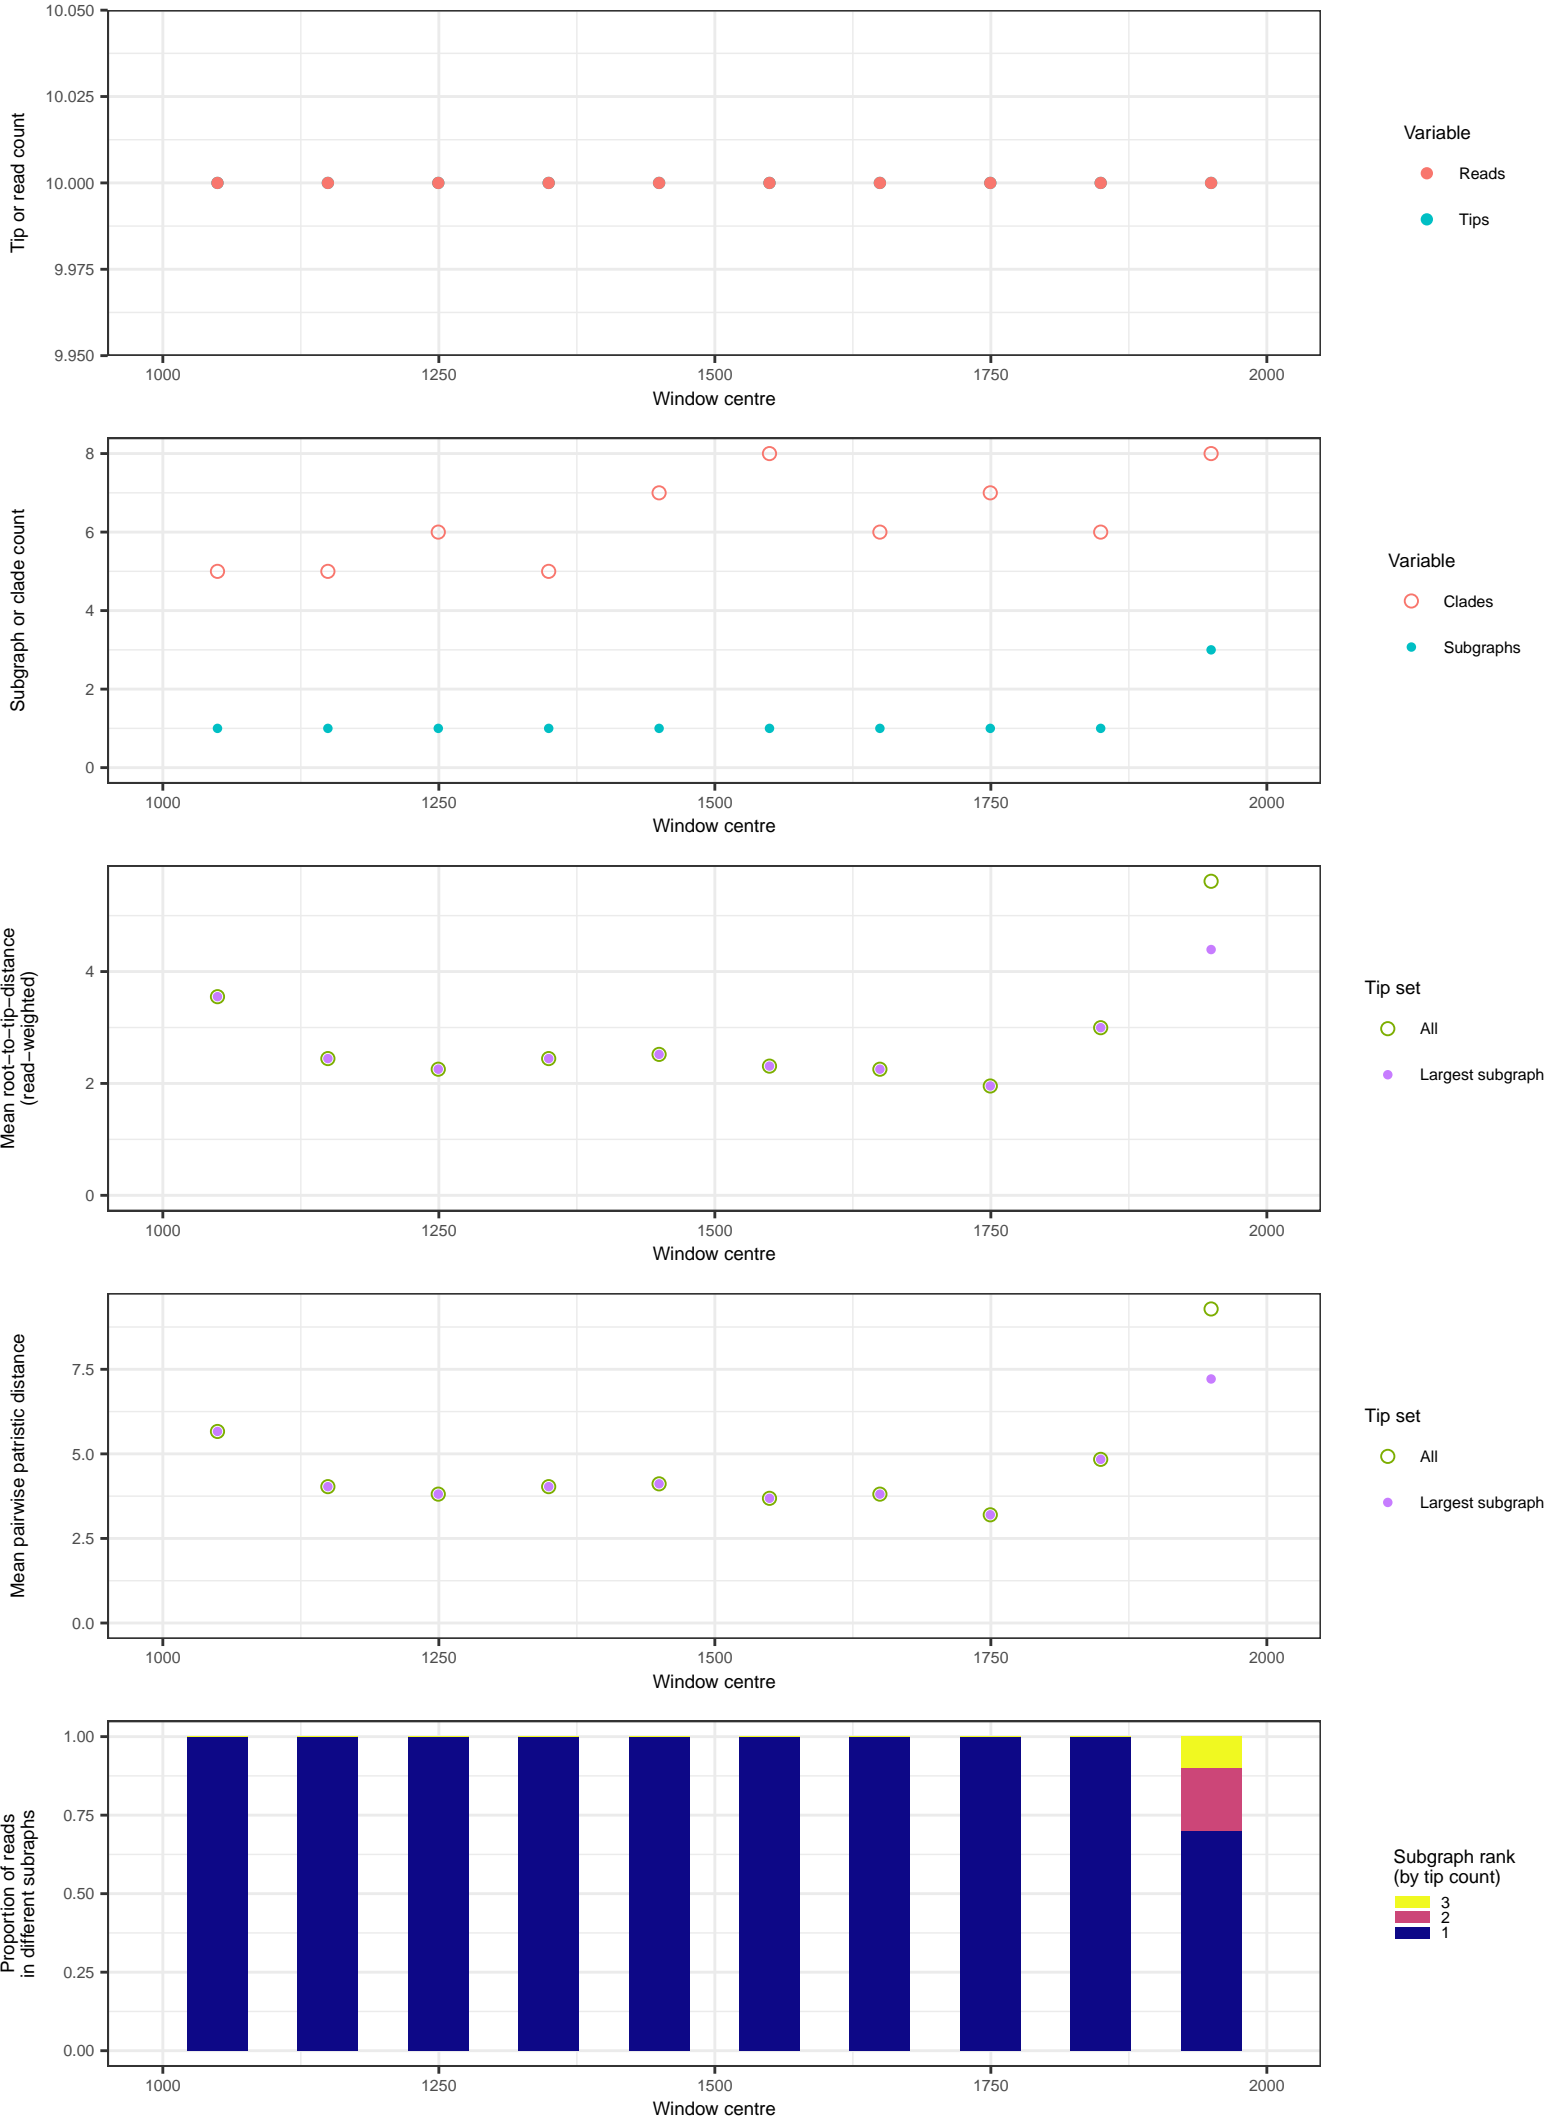 10.050
10.025
10.000
9.975
9.950
Tip or read count
1000 1250 1500 1750 2000
Window centre
Variable
Reads
Tips
8
6
4
2
0
Subgraph or clade count
1000 1250 1500 1750 2000
Window centre
Variable
Clades
Subgraphs
4
2
0
Mean root−to−tip−distance
(read−weighted)
1000 1250 1500 1750 2000
Window centre
Tip set
All
Largest subgraph
7.5
5.0
2.5
0.0
Mean pairwise patristic distance
1000 1250 1500 1750 2000
Window centre
Tip set
All
Largest subgraph
1.00
0.75
0.50
0.25
0.00
Proportion of reads
in different subraphs
1000 1250 1500 1750 2000
Window centre
Subgraph rank
(by tip count)
3
2
1